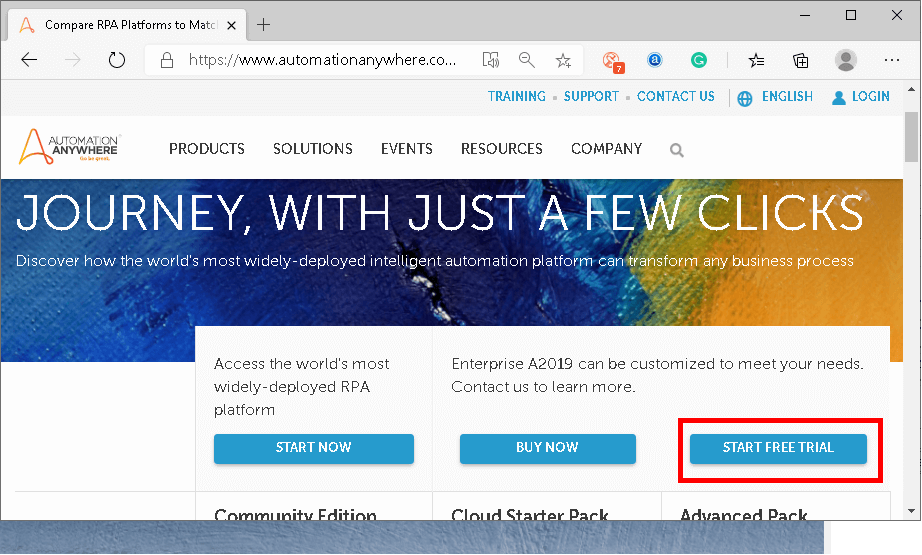 Compare RPA Platforms to Matc
7
https://www.automationanywhere.co...
a
TRAINING SUPPORT CONTACT US ENGLISH LOGIN
AUTOMATION
ANYWHERE
Go be great.
PRODUCTS SOLUTIONS EVENTS RESOURCES COMPANY
JOURNEY, WITH JUST A FEW CLICKS
Discover how the world's most widely-deployed intelligent automation platform can transform any business process
Access the world's most
widely-deployed RPA
platform
START NOW
Enterprise A2019 can be customized to meet your needs.
Contact us to learn more.
BUY NOW
START FREE TRIAL
Community Edition
Cloud Starter Pack
Advanced Pack